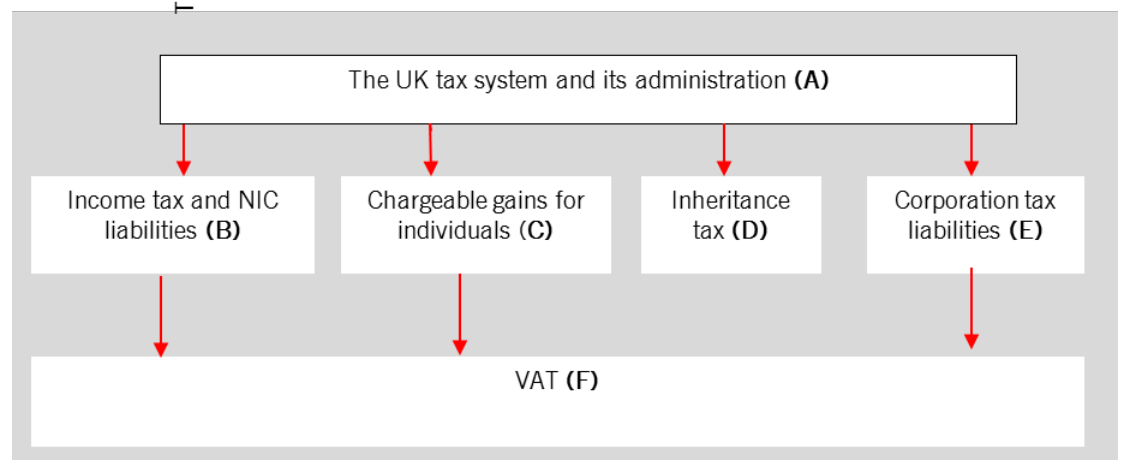 The UK tax system and its administration (A)
Income tax and NIC
liabilities (B)
Chargeable gains for
individuals (C)
Inheritance
tax (D)
Corporation tax
liabilities (E)
VAT (F)